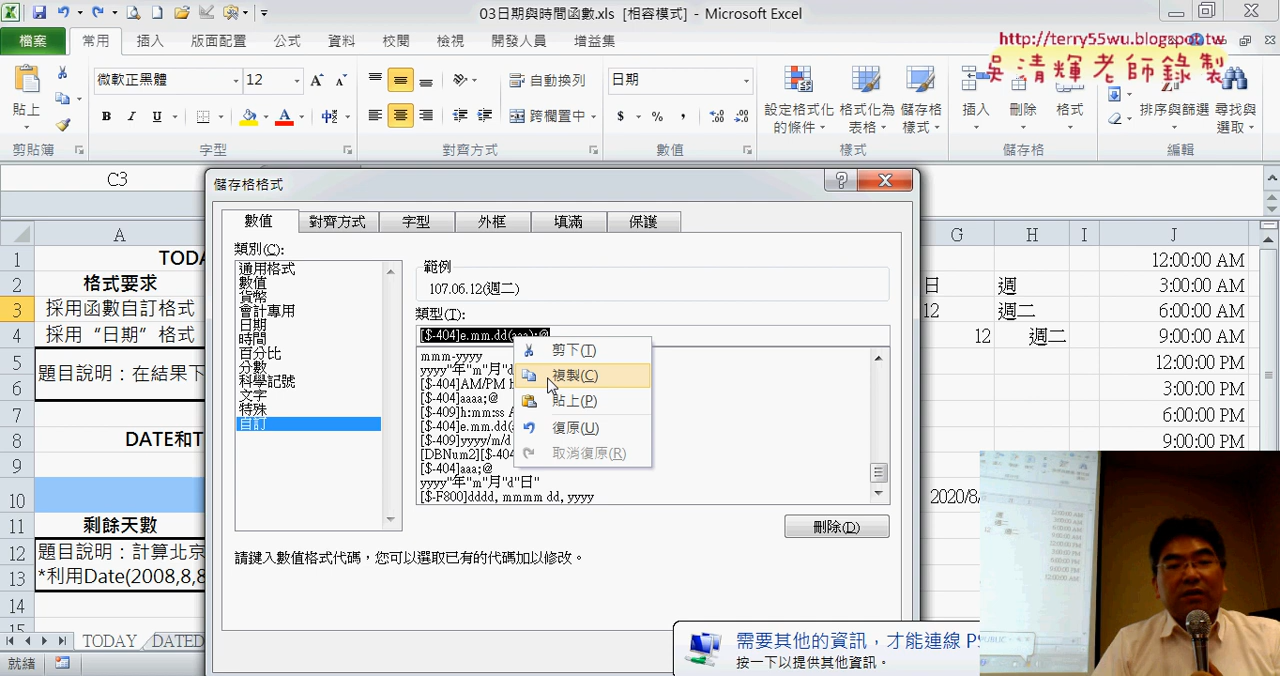 03日期與時間函數.xls [相容模式] - Microsoft Excel
http://terry55wu.blogspot.tw
吳清輝老師錄製
檔案 常用 插入 版面配置 公式 資料 校閱 檢視 開發人員 增益集
貼上
微軟正黑體 12
B I U
自動換列
跨欄置中
日期
$ % ,
設定格式化的條件
格式化為表格
儲存格樣式
插入 刪除 格式
排序與篩選
尋找與選取
剪貼簿 字型 對齊方式 數值 樣式 儲存格 編輯
C3
A G H I J
1 2 3 4 5 6 7 8 9 10 11 12 13 14 15
TODA
格式要求
採用函數自訂格式
採用“日期”格式
題目說明：在結果下
DATE和T
剩餘天數
題目說明：計算北京
*利用Date(2008,8,8
日 週
12 週二
12 週二
2020/8/
12:00:00 AM
3:00:00 AM
6:00:00 AM
9:00:00 AM
12:00:00 PM
3:00:00 PM
6:00:00 PM
9:00:00 PM
儲存格格式
數值 對齊方式 字型 外框 填滿 保護
類別(C):
通用格式
數值
貨幣
會計專用
日期
時間
百分比
分數
科學記號
文字
特殊
自訂
範例
107.06.12(週二)
類型(T):
[$-404]e.mm.dd(aaa);@
mmm-yyyy
yyyy"年"m"月"d"
[$-404]AM/PM h
[$-404]aaaa;@
[$-409]h:mm:ss A
[$-404]e.mm.dd(
[$-409]yyyy/m/d
[DBNum2][$-404
[$-404]aaa;@
yyyy"年"m"月"d"日"
[$-F800]dddd, mmmm dd, yyyy
剪下(T)
複製(C)
貼上(P)
復原(U)
取消復原(R)
刪除(D)
請鍵入數值格式代碼，您可以選取已有的代碼加以修改。
需要其他的資訊，才能連線 P
按一下以提供其他資訊。
TODAY DATED
就緒